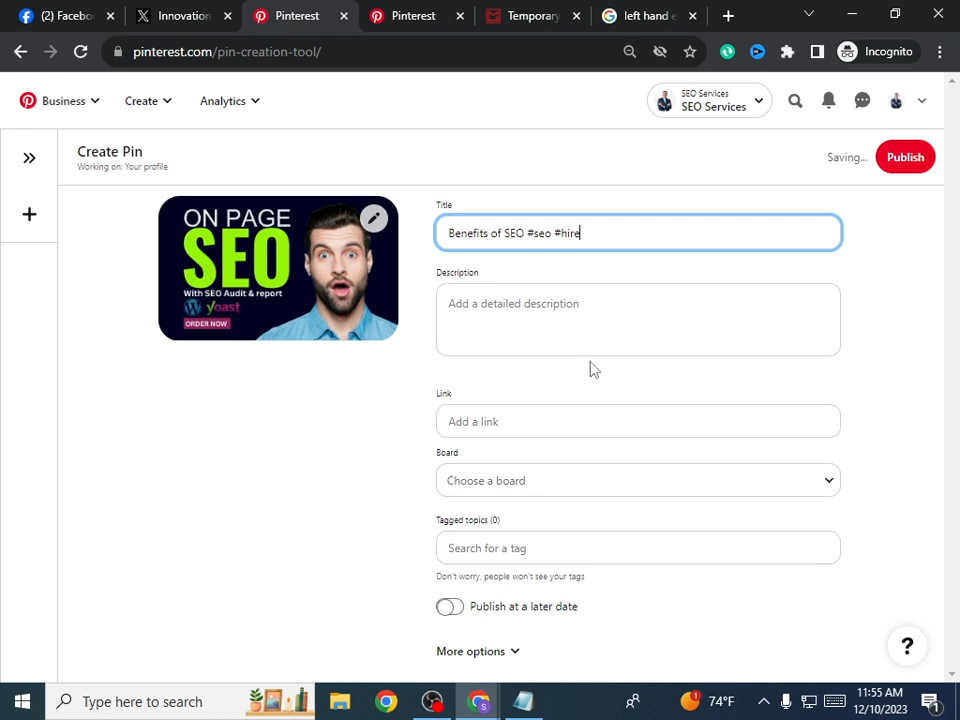 (2) Facebo
Innovation
Pinterest
Pinterest
Temporary
left hand e
pinterest.com/pin-creation-tool/
Incognito
Business
Create
Analytics
SEO Services
SEO Services
Create Pin
Working on: Your profile
Saving...
Publish
ON PAGE
SEO
With SEO Audit & report
yoast
ORDER NOW
Title
Benefits of SEO #seo #hire
Description
Add a detailed description
Link
Add a link
Board
Choose a board
Tagged topics (0)
Search for a tag
Don't worry, people won't see your tags
Publish at a later date
More options
?
Type here to search
74°F
11:55 AM
12/10/2023